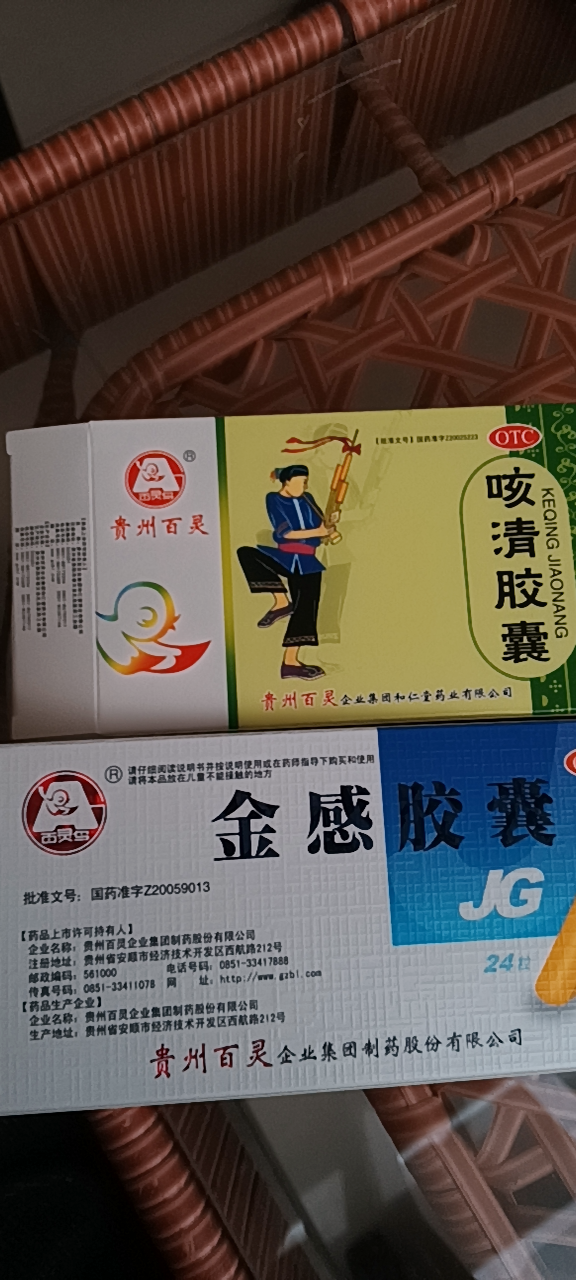 【批准文号】国药准字Z20025223
OTC
咳清胶囊
KEQING JIAONANG
百灵鸟
®
贵州百灵
贵州百灵企业集团和仁堂药业有限公司
百灵鸟
®
请仔细阅读说明书并按说明使用或在药师指导下购买和使用
请将本品放在儿童不能接触的地方
金感胶囊
JG
24粒
批准文号：国药准字Z20059013
【药品上市许可持有人】
企业名称：贵州百灵企业集团制药股份有限公司
注册地址：贵州省安顺市经济技术开发区西航路212号
邮政编码：561000 电话号码：0851-33417888
传真号码：0851-33411078 网 址：http://www.gzbl.com
【药品生产企业】
企业名称：贵州百灵企业集团制药股份有限公司
生产地址：贵州省安顺市经济技术开发区西航路212号
贵州百灵企业集团制药股份有限公司